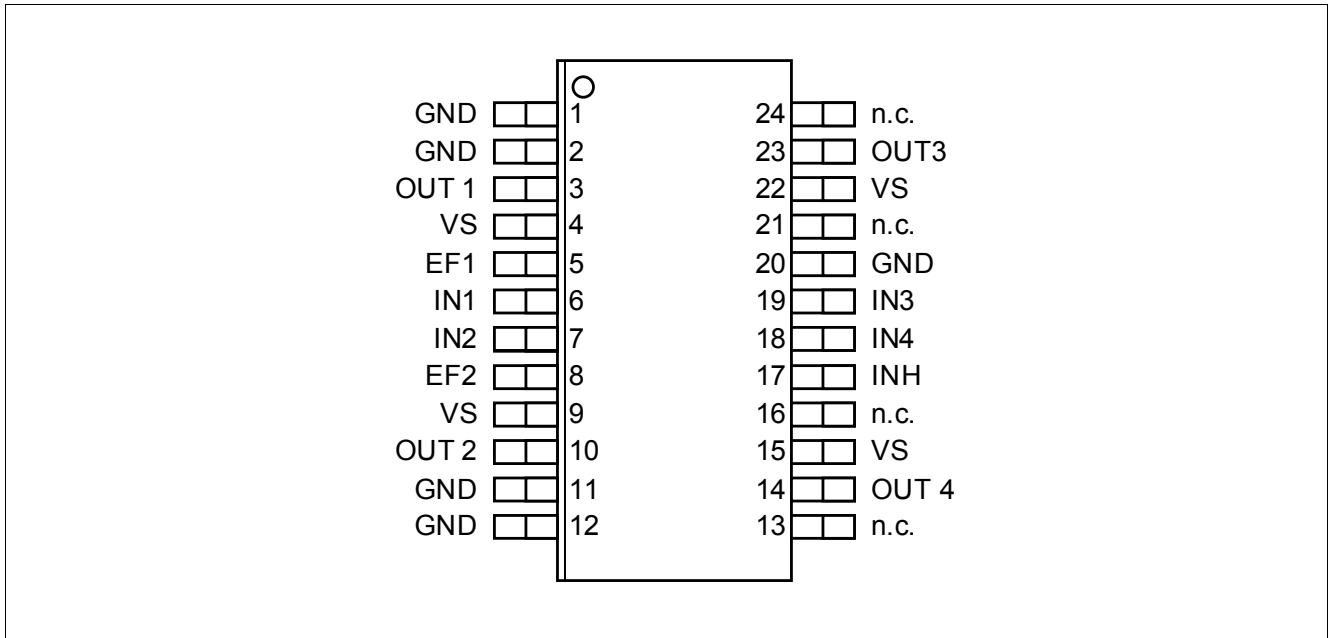 GND 1 24 n.c.
GND 2 23 OUT3
OUT 1 3 22 VS
VS 4 21 n.c.
EF1 5 20 GND
IN1 6 19 IN3
IN2 7 18 IN4
EF2 8 17 INH
VS 9 16 n.c.
OUT 2 10 15 VS
GND 11 14 OUT 4
GND 12 13 n.c.